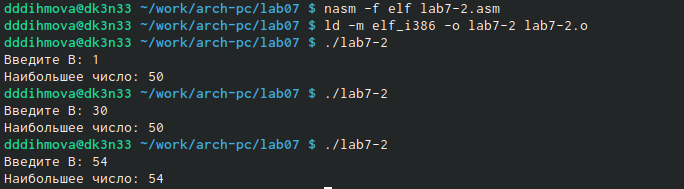 dddihmova@dk3n33 ~/work/arch-pc/lab07 $ nasm -f elf lab7-2.asm
dddihmova@dk3n33 ~/work/arch-pc/lab07 $ ld -m elf_i386 -o lab7-2 lab7-2.o
dddihmova@dk3n33 ~/work/arch-pc/lab07 $ ./lab7-2
Введите B: 1
Наибольшее число: 50
dddihmova@dk3n33 ~/work/arch-pc/lab07 $ ./lab7-2
Введите B: 30
Наибольшее число: 50
dddihmova@dk3n33 ~/work/arch-pc/lab07 $ ./lab7-2
Введите B: 54
Наибольшее число: 54